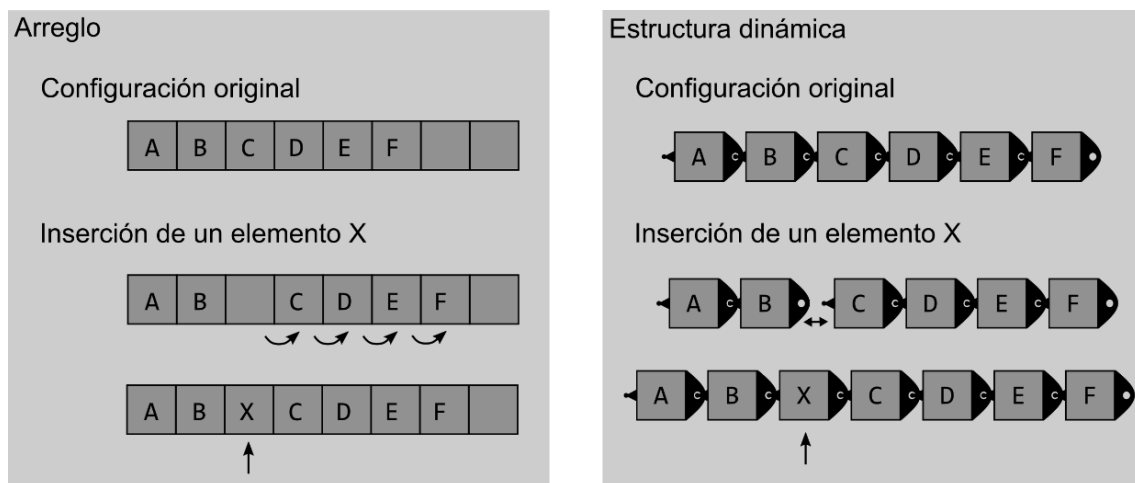 Arreglo
Configuración original
A B C D E F
Inserción de un elemento X
A B C D E F
A B X C D E F
Estructura dinámica
Configuración original
A B C D E F
Inserción de un elemento X
A B C D E F
A B X C D E F